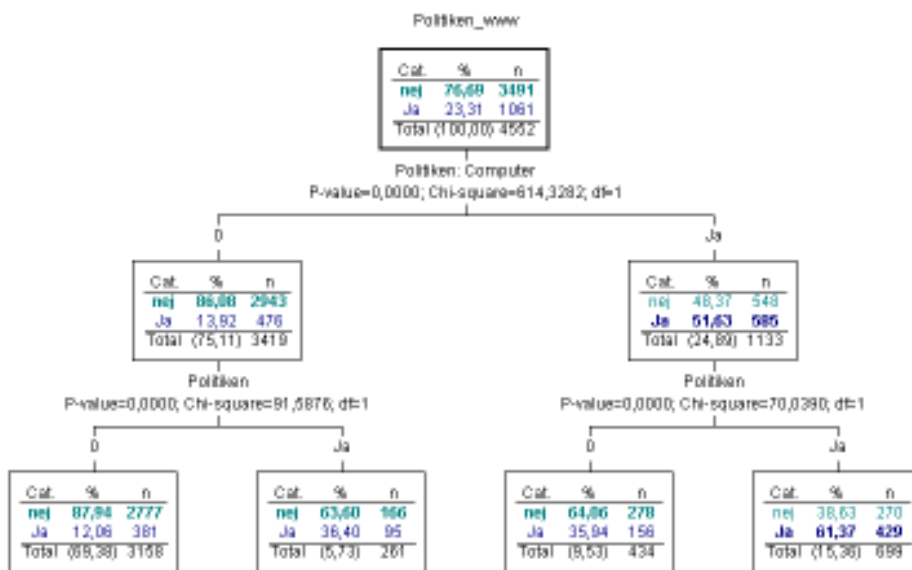 Politiken_www
Cat. % n
nej 76,69 3491
Ja 23,31 1061
Total (100,00) 4552
Politiken: Computer
P-value=0,0000; Chi-square=614,3282; df=1
0
Cat. % n
nej 86,08 2943
Ja 13,92 476
Total (75,11) 3419
Politiken
P-value=0,0000; Chi-square=91,5876; df=1
Ja
Cat. % n
nej 48,37 548
Ja 51,63 585
Total (24,89) 1133
Politiken
P-value=0,0000; Chi-square=70,0390; df=1
0
Cat. % n
nej 87,94 2777
Ja 12,06 381
Total (69,38) 3158
Ja
Cat. % n
nej 63,60 166
Ja 36,40 95
Total (5,73) 261
0
Cat. % n
nej 64,06 278
Ja 35,94 156
Total (9,53) 434
Ja
Cat. % n
nej 38,63 270
Ja 61,37 429
Total (15,36) 699